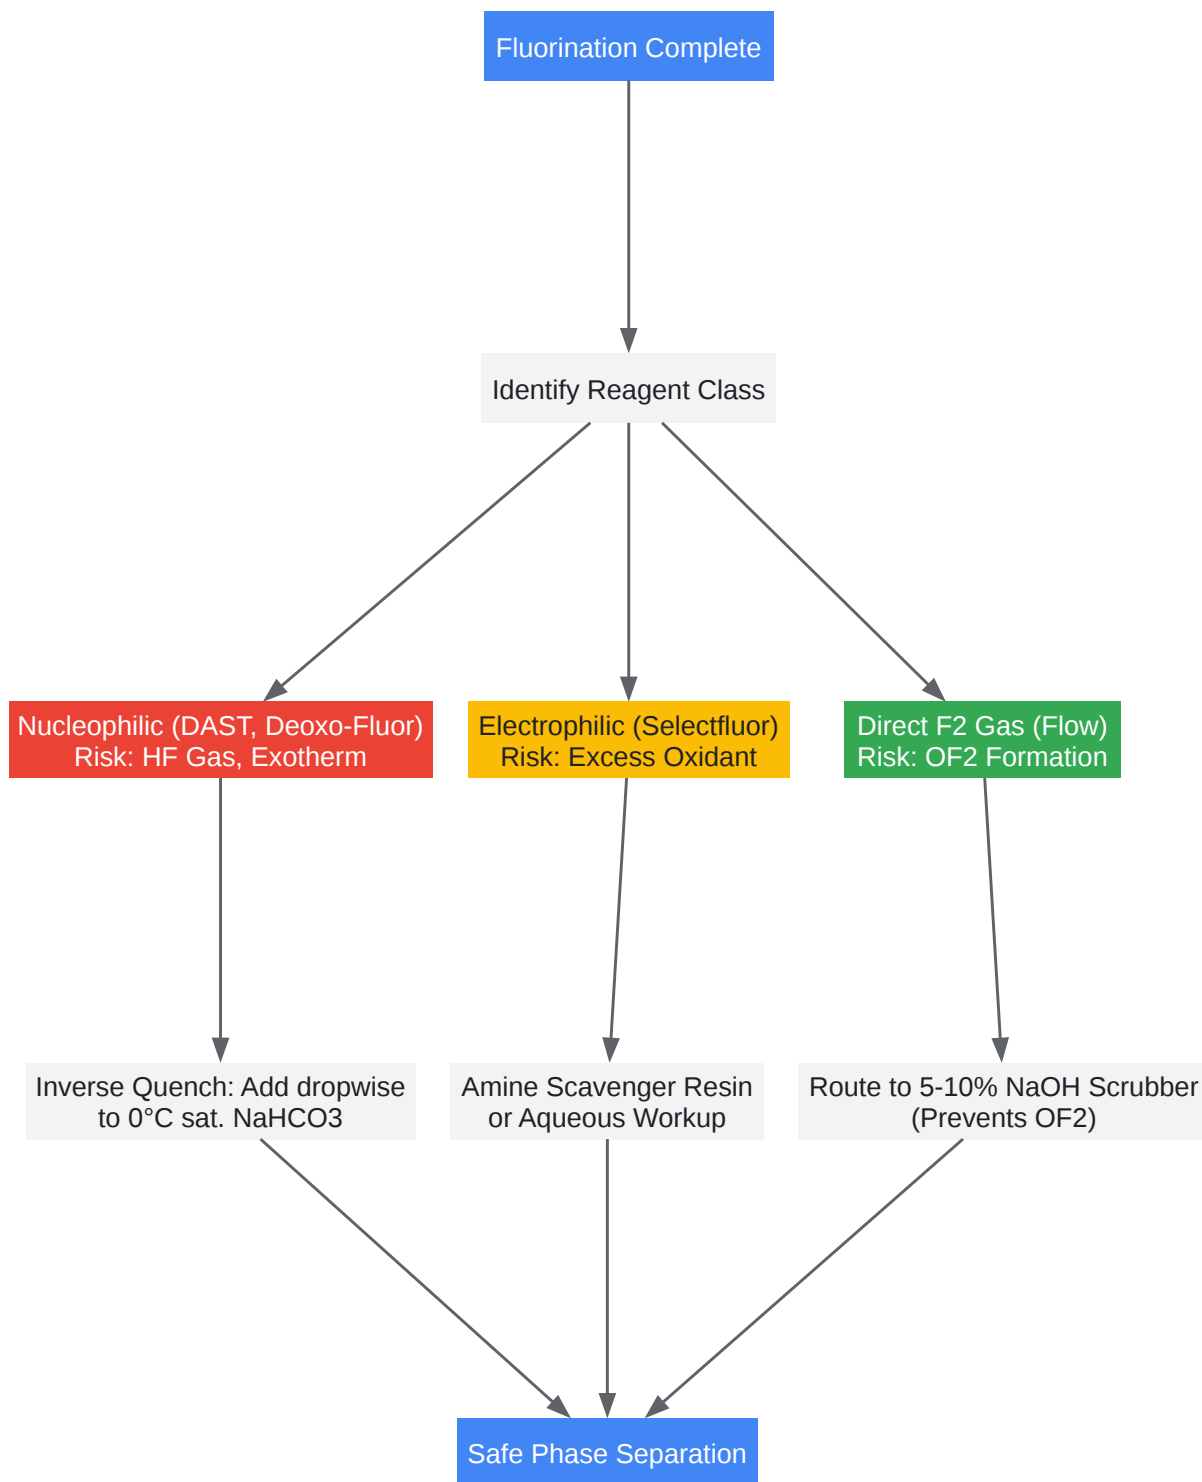 Fluorination Complete
Identify Reagent Class
Nucleophilic (DAST, Deoxo-Fluor)
Risk: HF Gas, Exotherm
Electrophilic (Selectfluor)
Risk: Excess Oxidant
Direct F2 Gas (Flow)
Risk: OF2 Formation
Inverse Quench: Add dropwise
to 0°C sat. NaHCO3
Amine Scavenger Resin
or Aqueous Workup
Route to 5-10% NaOH Scrubber
(Prevents OF2)
Safe Phase Separation